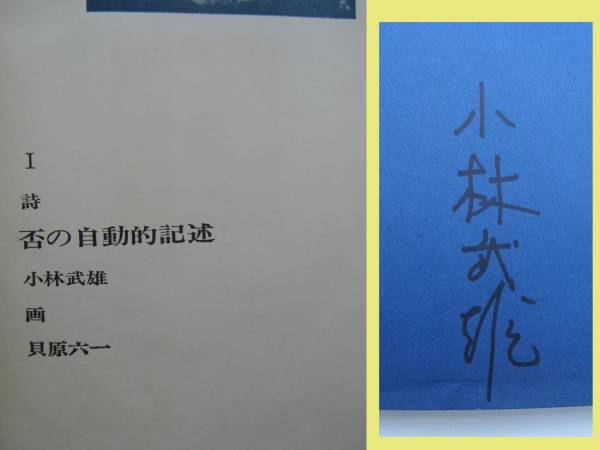 I
詩
否の自動的記述
小林武雄
画
貝原六一
小林武雄